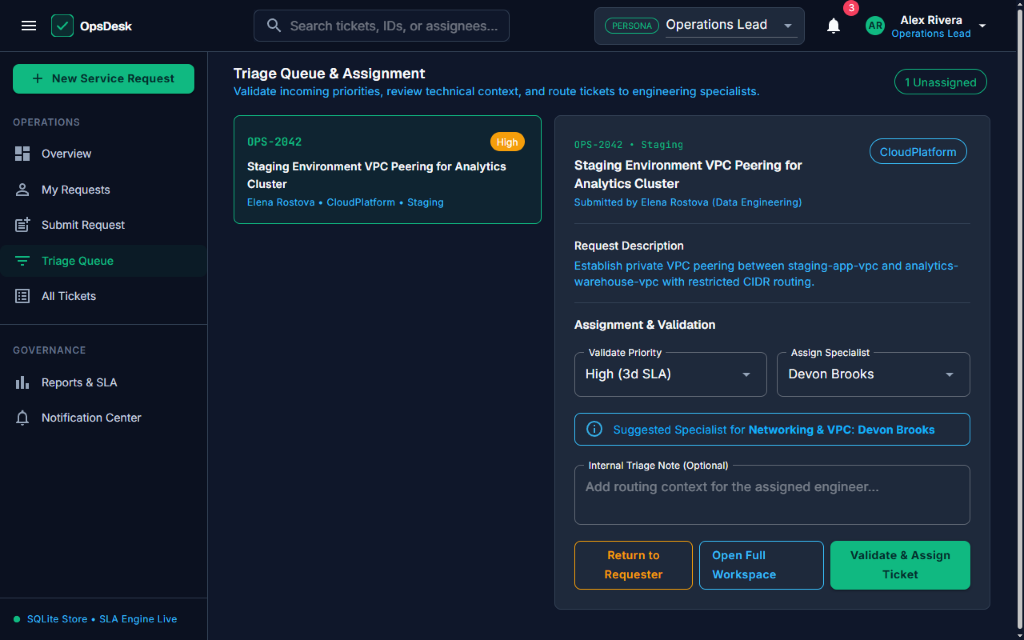 OpsDesk
Search tickets, IDs, or assignees...
PERSONA Operations Lead
3
AR
Alex Rivera
Operations Lead
New Service Request
OPERATIONS
Overview
My Requests
Submit Request
Triage Queue
All Tickets
GOVERNANCE
Reports & SLA
Notification Center
SQLite Store • SLA Engine Live
Triage Queue & Assignment
Validate incoming priorities, review technical context, and route tickets to engineering specialists.
1 Unassigned
OPS-2042
High
Staging Environment VPC Peering for Analytics
Cluster
Elena Rostova • CloudPlatform • Staging
OPS-2042 • Staging
Staging Environment VPC Peering for
Analytics Cluster
Submitted by Elena Rostova (Data Engineering)
CloudPlatform
Request Description
Establish private VPC peering between staging-app-vpc and analytics-
warehouse-vpc with restricted CIDR routing.
Assignment & Validation
Validate Priority
High (3d SLA)
Assign Specialist
Devon Brooks
Suggested Specialist for Networking & VPC: Devon Brooks
Internal Triage Note (Optional)
Add routing context for the assigned engineer...
Return to
Requester
Open Full
Workspace
Validate & Assign
Ticket